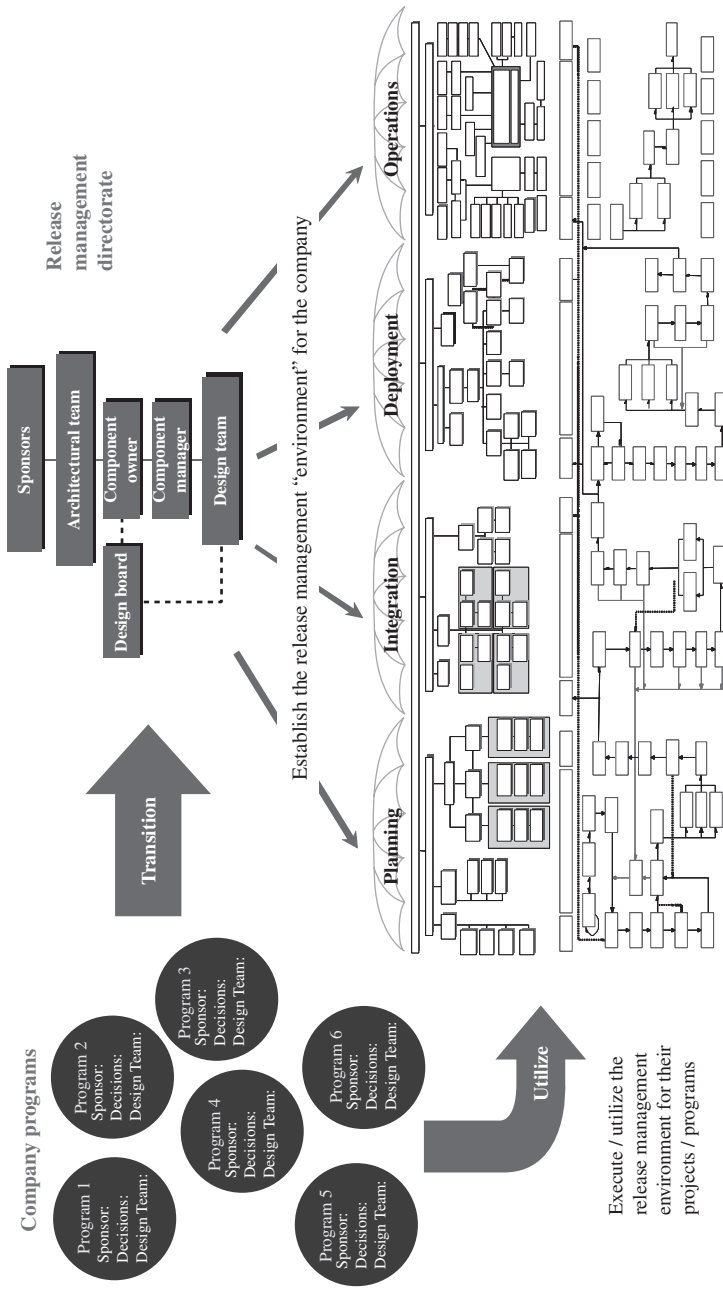 Company programs
Program 1
Sponsor:
Decisions:
Design Team:
Program 2
Sponsor:
Decisions:
Design Team:
Program 3
Sponsor:
Decisions:
Design Team:
Program 4
Sponsor:
Decisions:
Design Team:
Program 5
Sponsor:
Decisions:
Design Team:
Program 6
Sponsor:
Decisions:
Design Team:
Transition
Release
management
directorate
Sponsors
Architectural team
Design board
Component
owner
Component
manager
Design team
Establish the release management “environment” for the company
Planning
Integration
Deployment
Operations
Utilize
Execute / utilize the
release management
environment for their
projects / programs